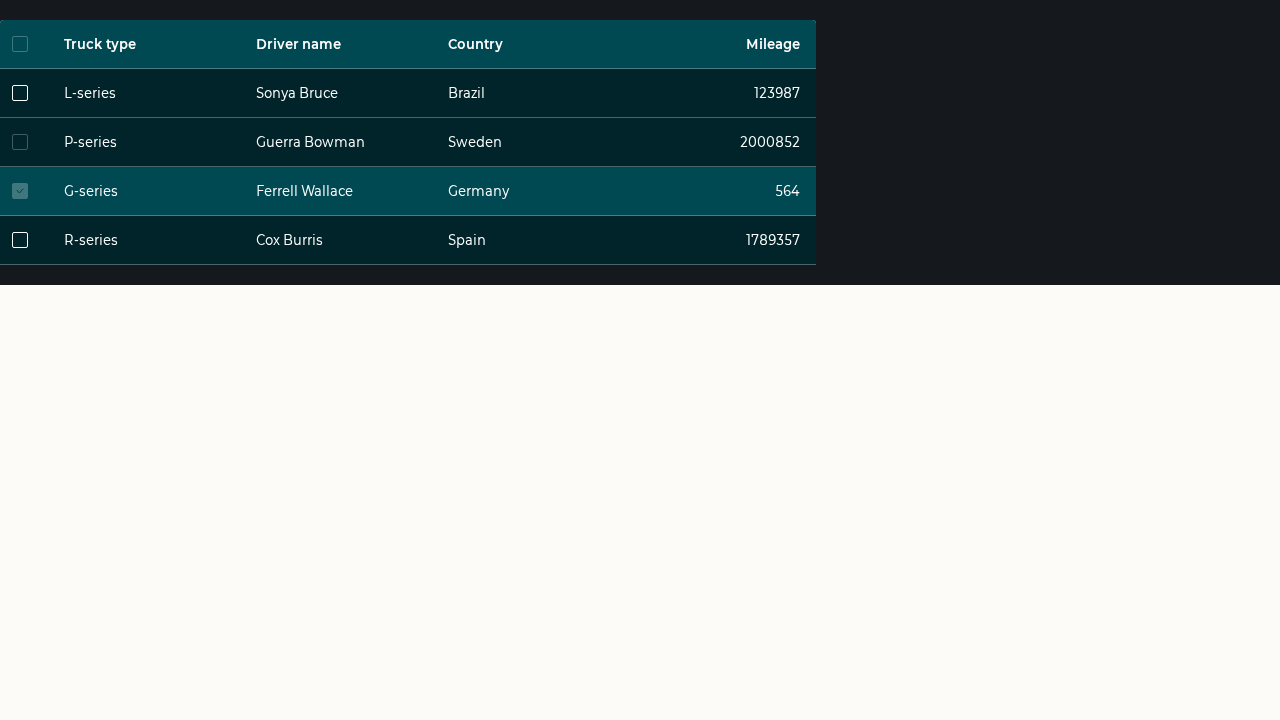 Truck type Driver name Country Mileage
L-series Sonya Bruce Brazil 123987
P-series Guerra Bowman Sweden 2000852
G-series Ferrell Wallace Germany 564
R-series Cox Burris Spain 1789357